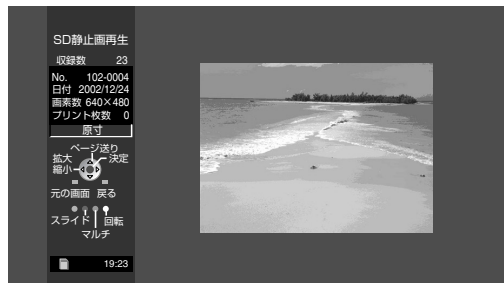 SD静止画再生
収録数 23
No. 102-0004
日付 2002/12/24
画素数 640×480
プリント枚数 0
原寸
ページ送り
拡大 決定
縮小
元の画面 戻る
スライド 回転
マルチ
19:23